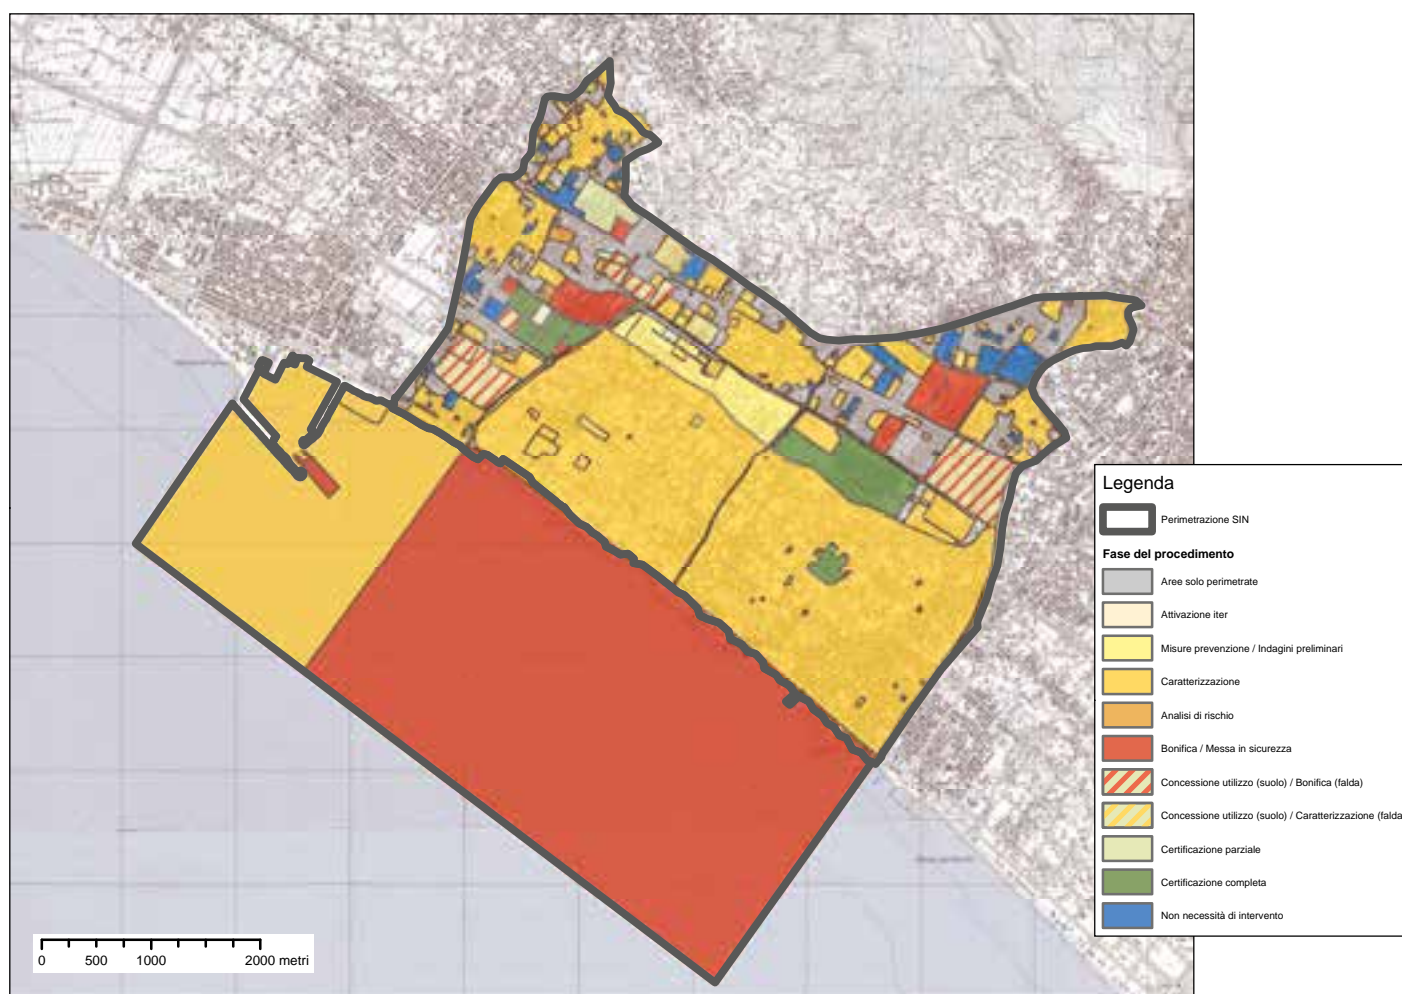 Legenda
Perimetrazione SIN
Fase del procedimento
Aree solo perimetrate
Attivazione iter
Misure prevenzione / Indagini preliminari
Caratterizzazione
Analisi di rischio
Bonifica / Messa in sicurezza
Concessione utilizzo (suolo) / Bonifica (falda)
Concessione utilizzo (suolo) / Caratterizzazione (falda
Certificazione parziale
Certificazione completa
Non necessità di intervento
0 500 1000 2000 metri